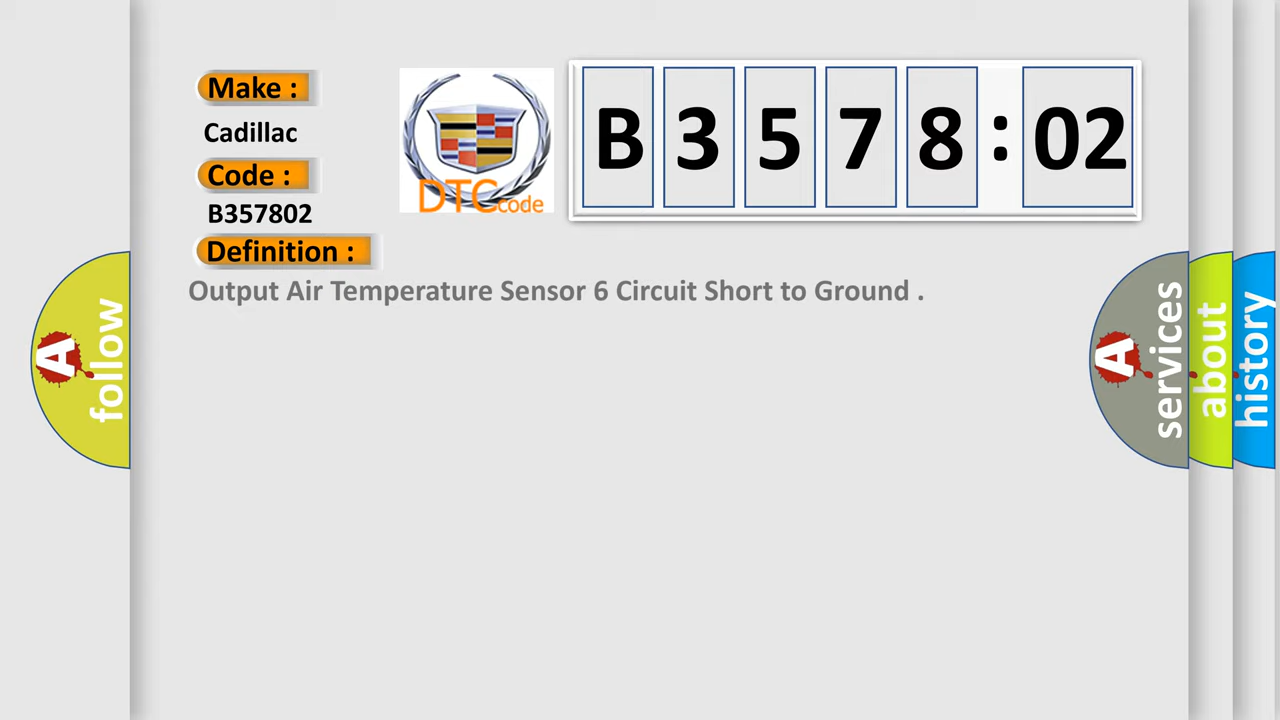 Make :
Cadillac
Code :
B357802
Definition :
Output Air Temperature Sensor 6 Circuit Short to Ground .
DTC code
B 3 5 7 8 : 02
A follow
A services
about
history